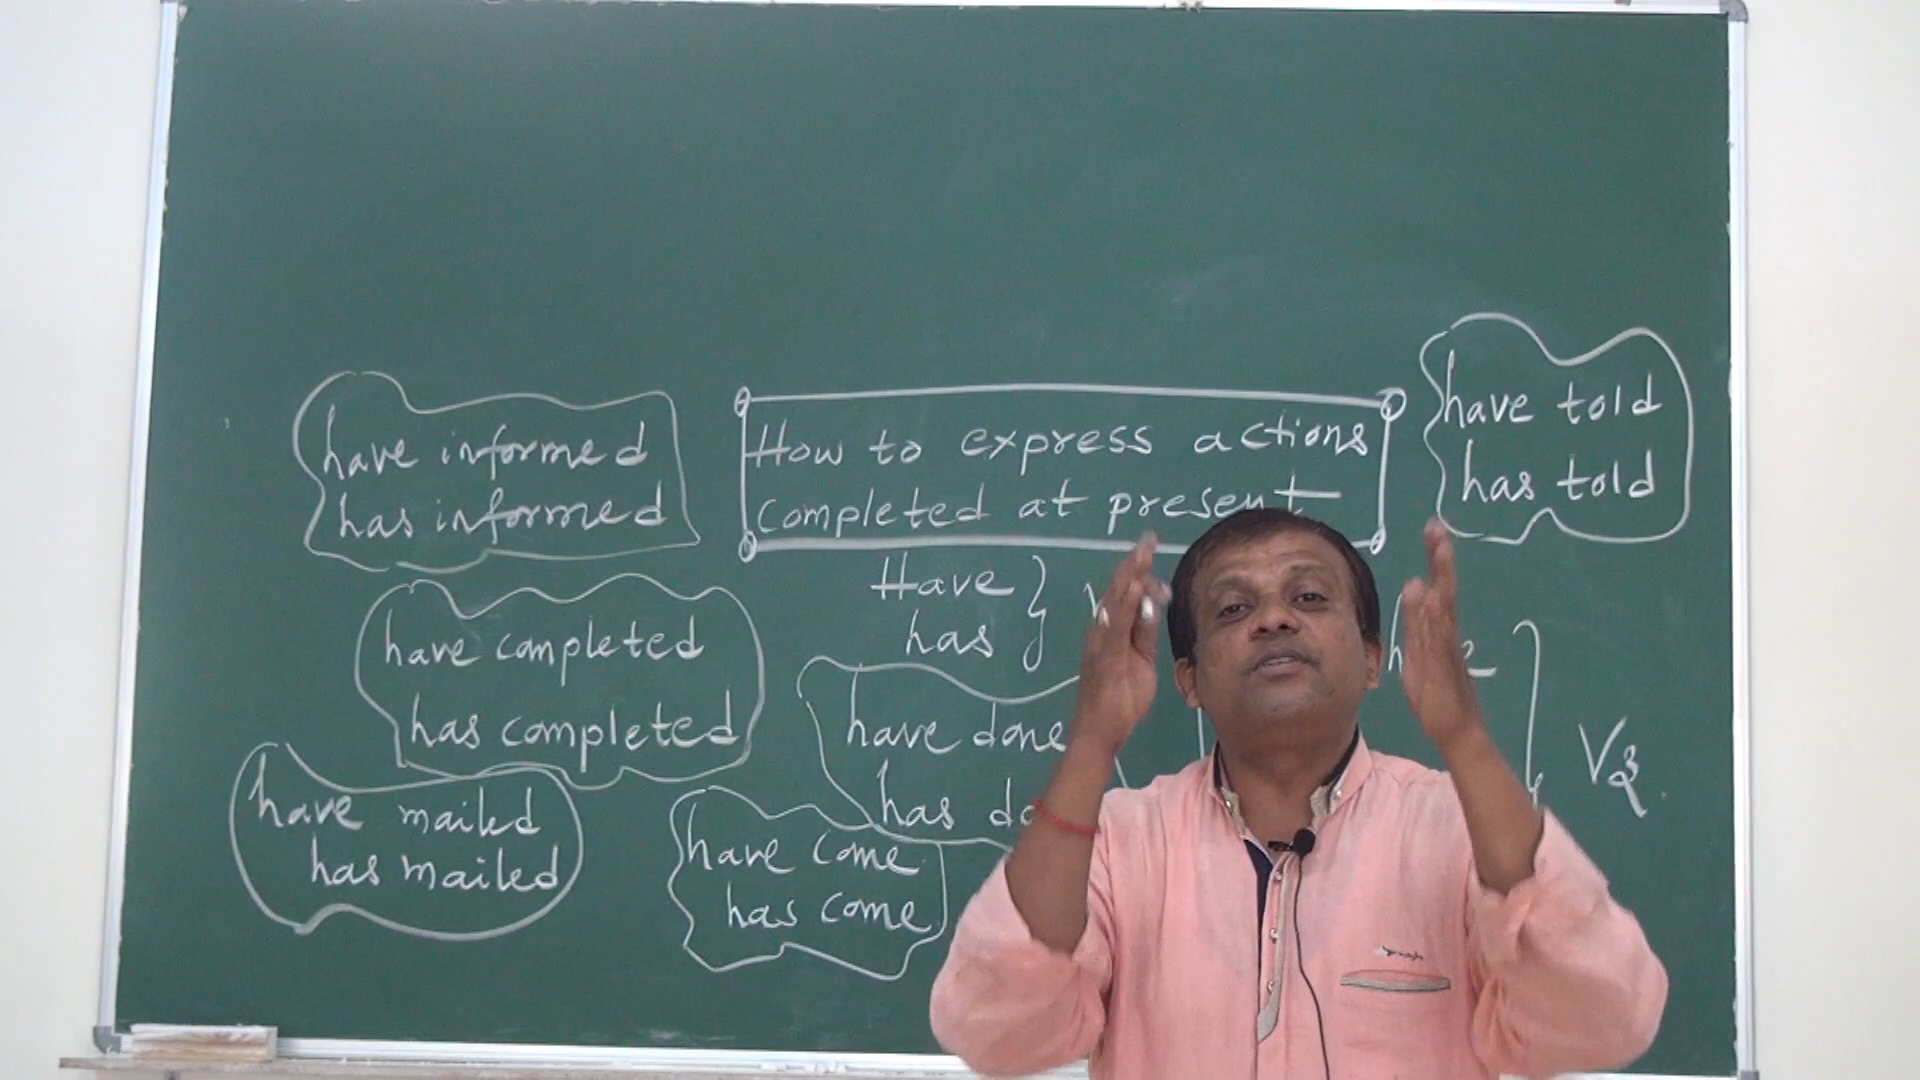 How to express actions
completed at present
have told
has told
have informed
has informed
Have
has
have completed
has completed
have done
has
V3
have mailed
has mailed
have come
has come